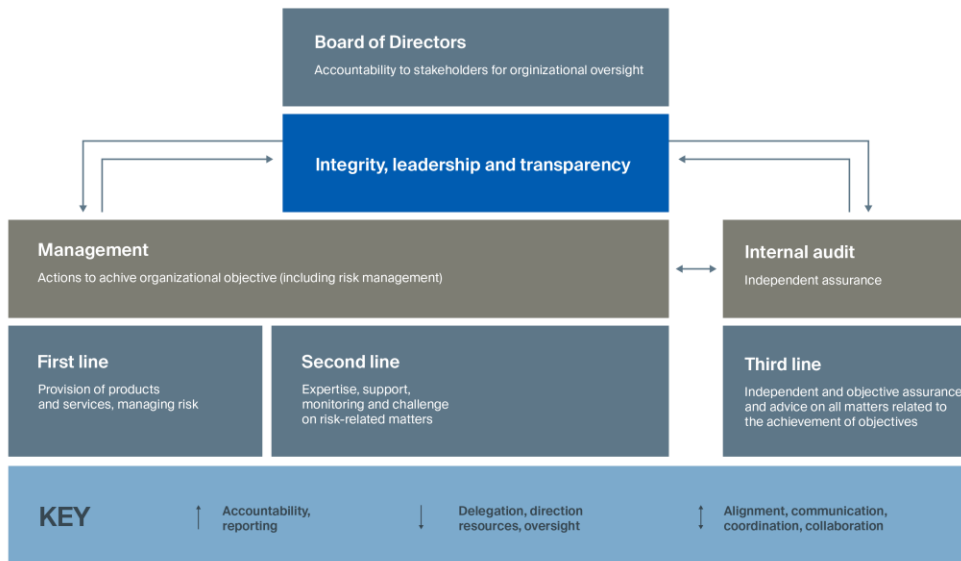 Board of Directors
Accountability to stakeholders for orginizational oversight
Integrity, leadership and transparency
Management
Actions to achive organizational objective (including risk management)
Internal audit
Independent assurance
First line
Provision of products
and services, managing risk
Second line
Expertise, support,
monitoring and challenge
on risk-related matters
Third line
Independent and objective assurance
and advice on all matters related to
the achievement of objectives
KEY
Accountability,
reporting
Delegation, direction
resources, oversight
Alignment, communication,
coordination, collaboration